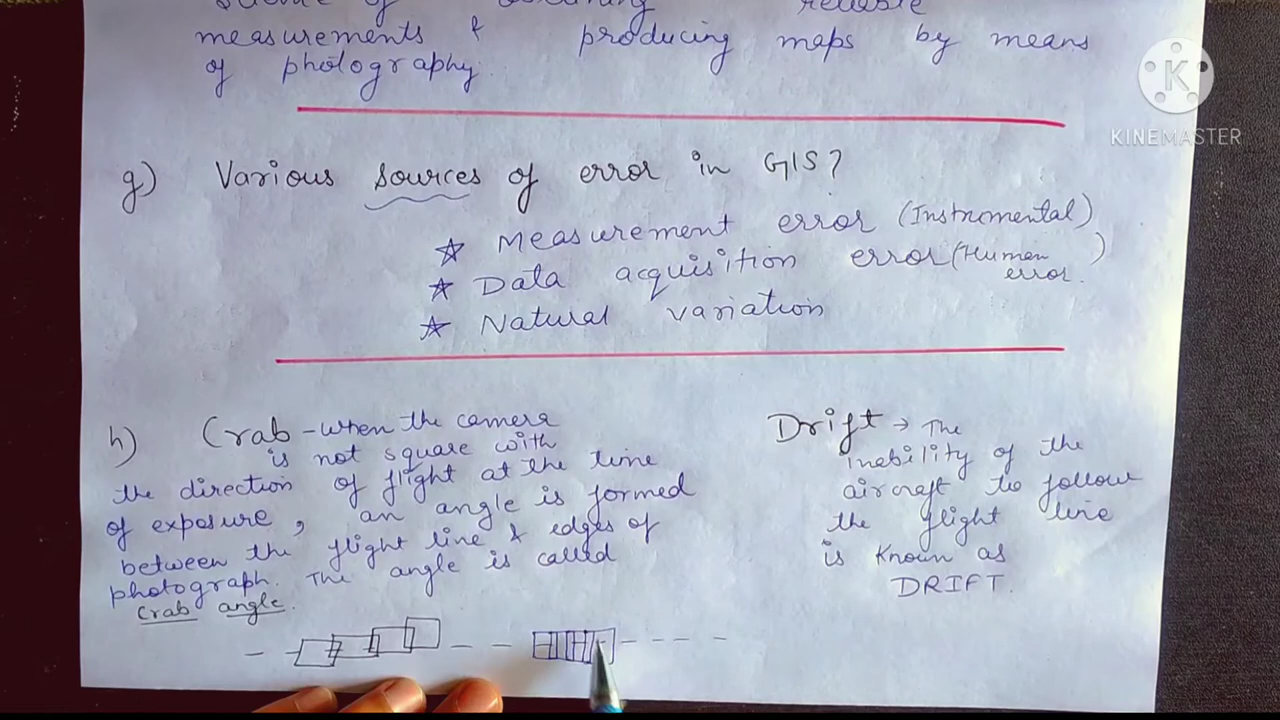 of reliable
measurements & producing maps by means
of photography.
KINEMASTER
g) Various sources of error in GIS?
☆ Measurement error (Instromental)
☆ Data acquisition error (Human error.)
☆ Natural variation
h) Crab - when the camera
is not square with
the direction of flight at the time
of exposure, an angle is formed
between the flight line & edges of
photograph. The angle is called
Crab angle.
Drift → The
inability of the
aircraft to follow
the flight line
is known as
DRIFT.